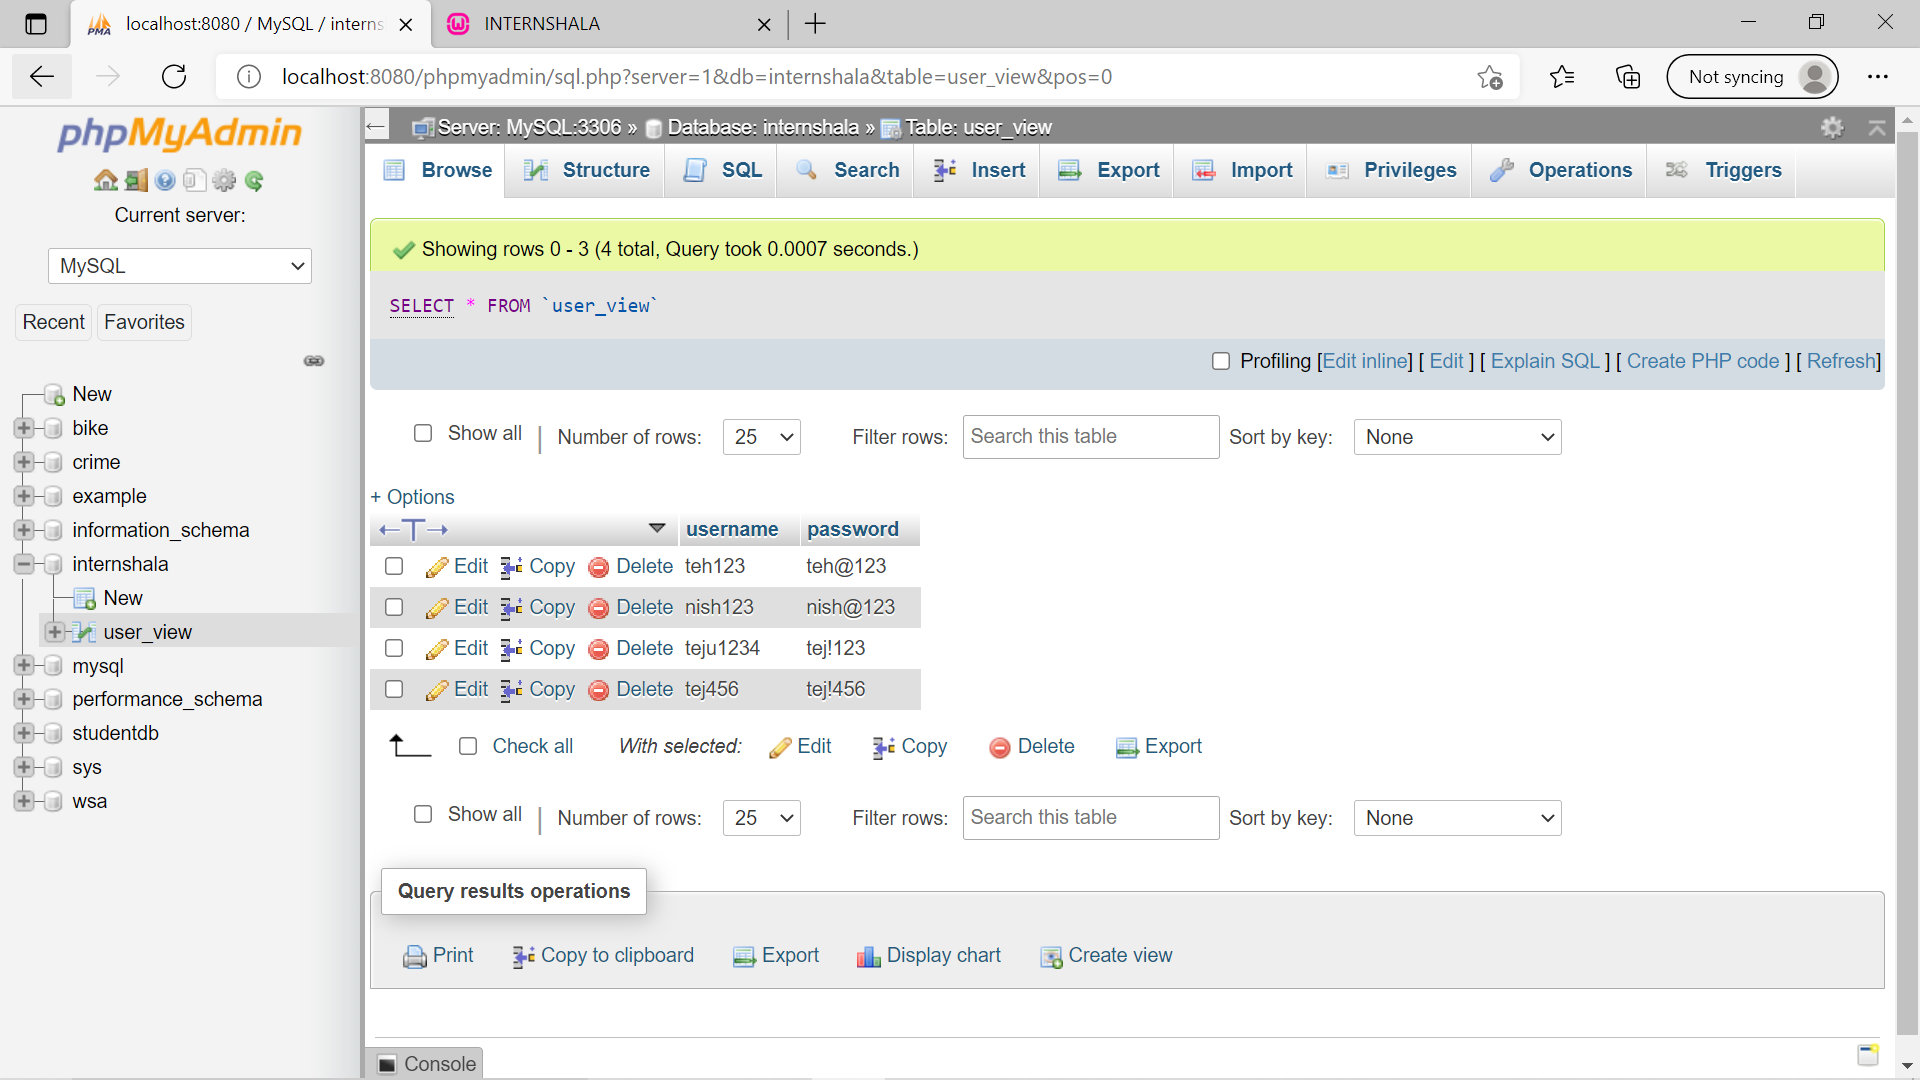 localhost:8080 / MySQL / interns
INTERNSHALA
localhost:8080/phpmyadmin/sql.php?server=1&db=internshala&table=user_view&pos=0
Not syncing
phpMyAdmin
Current server:
MySQL
Recent
Favorites
New
bike
crime
example
information_schema
internshala
New
user_view
mysql
performance_schema
studentdb
sys
wsa
Server: MySQL:3306 » Database: internshala » Table: user_view
Browse Structure SQL Search Insert Export Import Privileges Operations Triggers
Showing rows 0 - 3 (4 total, Query took 0.0007 seconds.)
SELECT * FROM `user_view`
Profiling [Edit inline] [ Edit ] [ Explain SQL ] [ Create PHP code ] [ Refresh]
Show all | Number of rows: 25 Filter rows: Search this table Sort by key: None
+ Options
←T→ username password
Edit Copy Delete teh123 teh@123
Edit Copy Delete nish123 nish@123
Edit Copy Delete teju1234 tej!123
Edit Copy Delete tej456 tej!456
Check all With selected: Edit Copy Delete Export
Show all | Number of rows: 25 Filter rows: Search this table Sort by key: None
Query results operations
Print Copy to clipboard Export Display chart Create view
Console